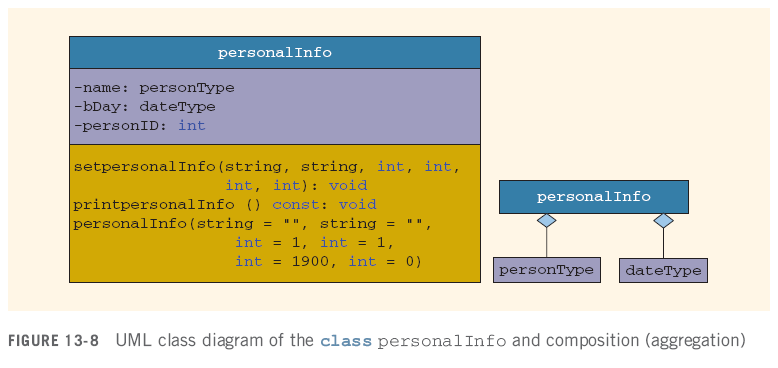 personalInfo
-name: personType
-bDay: dateType
-personID: int
setpersonalInfo(string, string, int, int,
int, int): void
printpersonalInfo () const: void
personalInfo(string = "", string = "",
int = 1, int = 1,
int = 1900, int = 0)
personalInfo
personType dateType
FIGURE 13-8 UML class diagram of the class personalInfo and composition (aggregation)